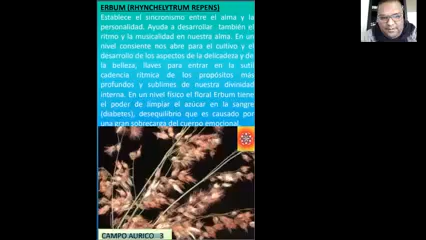 ERBUM (RHYNCHELYTRUM REPENS)
Establece el sincronismo entre el alma y la
personalidad. Ayuda a desarrollar también el
ritmo y la musicalidad en nuestra alma. En un
nivel consiente nos abre para el cultivo y el
desarrollo de los aspectos de la delicadeza y de
la belleza, llaves para entrar en la sutil
cadencia rítmica de los propósitos más
profundos y sublimes de nuestra divinidad
interna. En un nivel físico el floral Erbum tiene
el poder de limpiar el azúcar en la sangre
(diabetes), desequilibrio que es causado por
una gran sobrecarga del cuerpo emocional.
CAMPO AURICO: 3